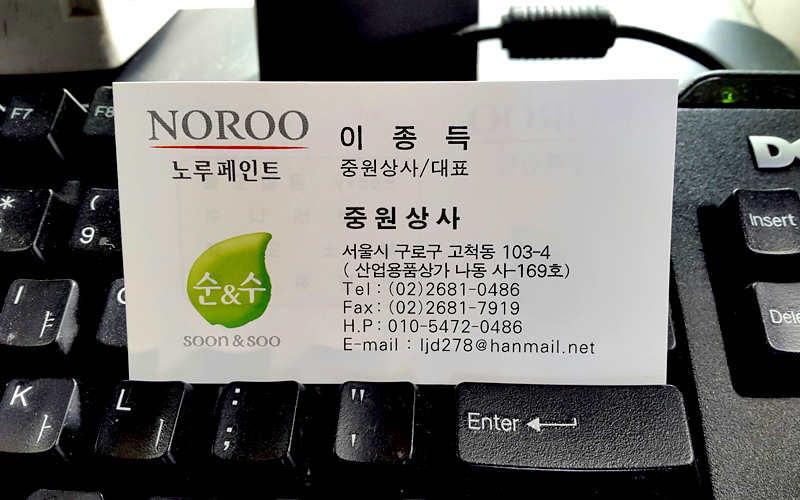 NOROO
노루페인트
순&수
SOON & SOO
이 종 득
중원상사/대표
중원상사
서울시 구로구 고척동 103-4
( 산업용품상가 나동 사-169호)
Tel : (02)2681-0486
Fax : (02)2681-7919
H.P : 010-5472-0486
E-mail : ljd278@hanmail.net
F7
F8
*
(
9
I
ㅑ
K
ㅏ
L
:
;
"
'
Enter
Insert